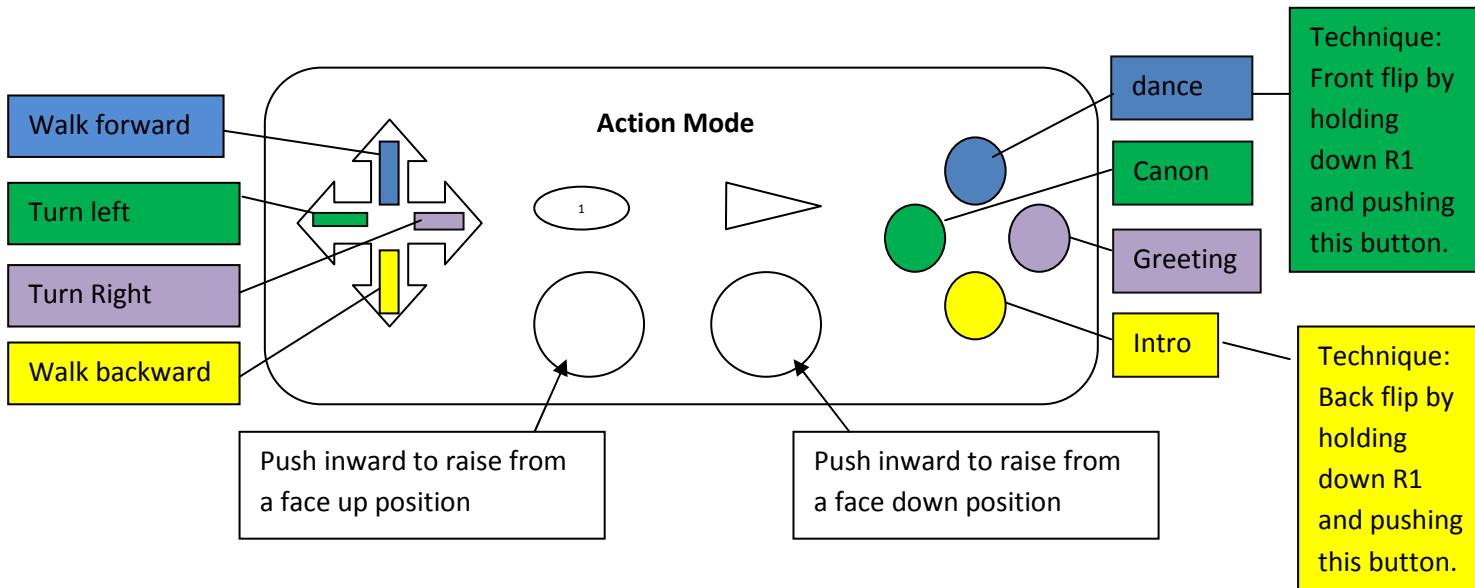 Action Mode
Walk forward
Turn left
Turn Right
Walk backward
1
dance
Canon
Greeting
Intro
Technique:
Front flip by
holding
down R1
and pushing
this button.
Technique:
Back flip by
holding
down R1
and pushing
this button.
Push inward to raise from
a face up position
Push inward to raise from
a face down position